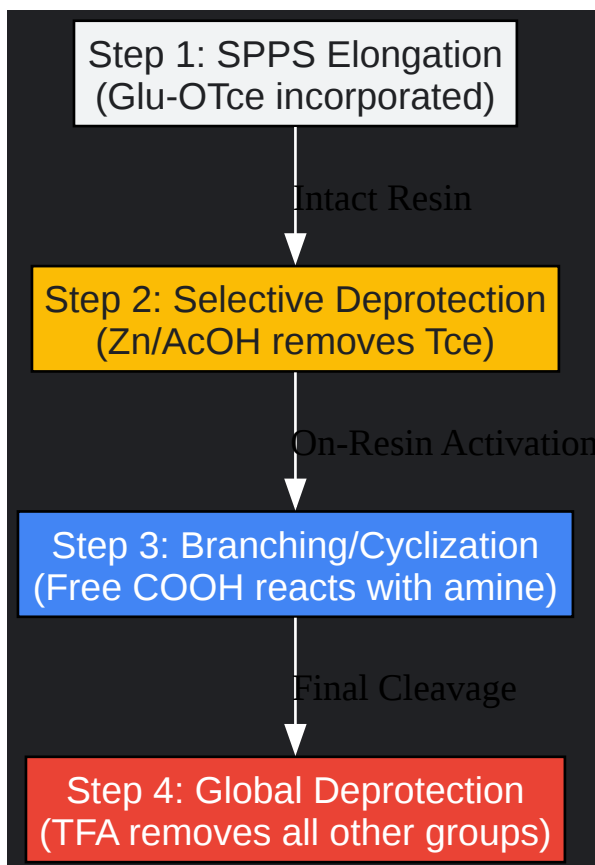 Step 1: SPPS Elongation
(Glu-OTce incorporated)
Intact Resin
Step 2: Selective Deprotection
(Zn/AcOH removes Tce)
On-Resin Activation
Step 3: Branching/Cyclization
(Free COOH reacts with amine)
Final Cleavage
Step 4: Global Deprotection
(TFA removes all other groups)